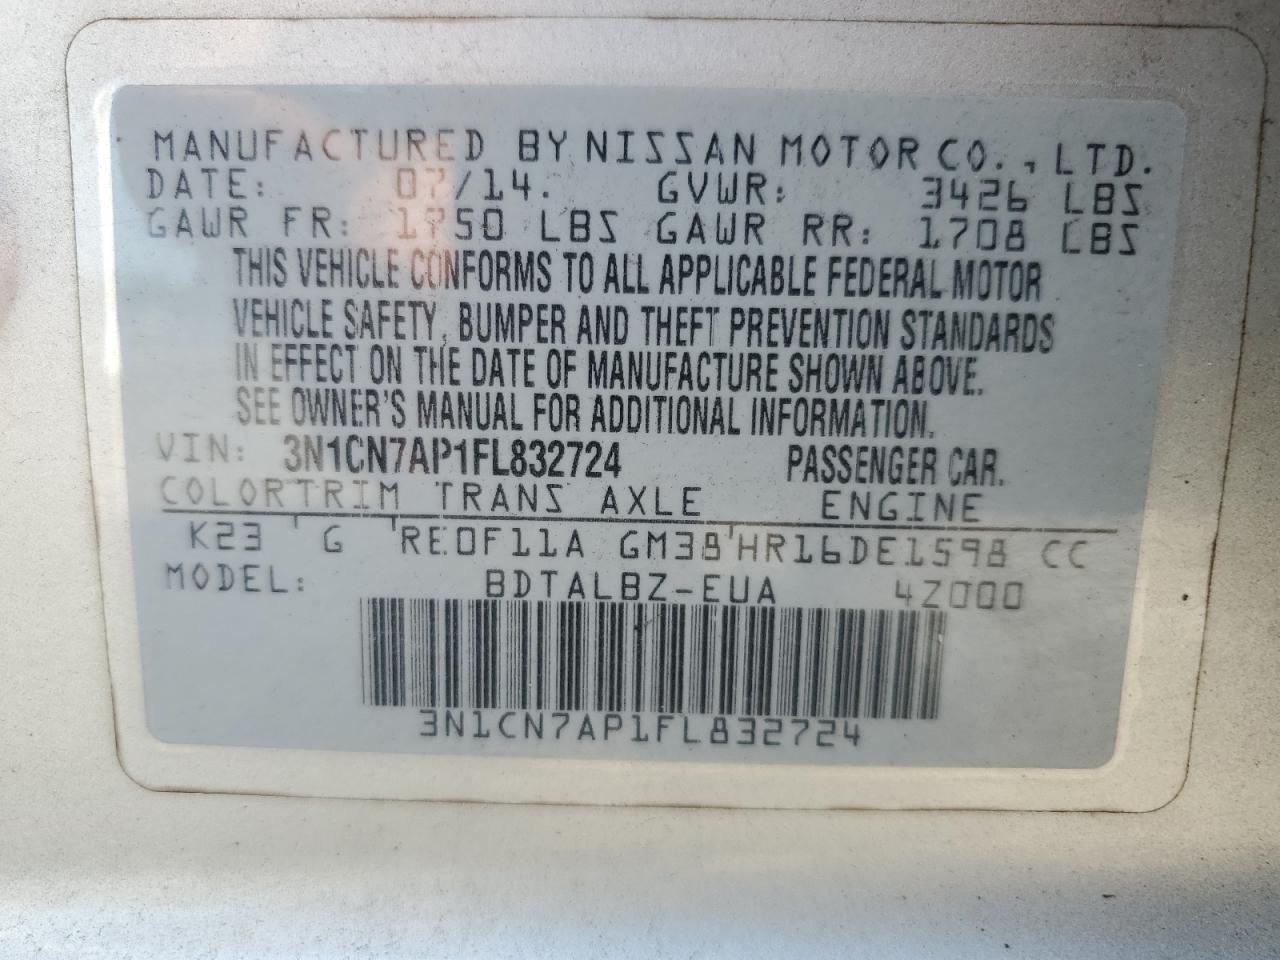 MANUFACTURED BY NISSAN MOTOR CO., LTD.
DATE: 07/14. GVWR: 3426 LBS
GAWR FR: 1750 LBS GAWR RR: 1708 LBS
THIS VEHICLE CONFORMS TO ALL APPLICABLE FEDERAL MOTOR
VEHICLE SAFETY, BUMPER AND THEFT PREVENTION STANDARDS
IN EFFECT ON THE DATE OF MANUFACTURE SHOWN ABOVE.
SEE OWNER'S MANUAL FOR ADDITIONAL INFORMATION.
VIN: 3N1CN7AP1FL832724 PASSENGER CAR.
COLOR TRIM TRANS AXLE ENGINE
K23 G RE0F11A GM38 HR16DE1598 CC
MODEL: BDTALBZ-EUA 4Z000
3N1CN7AP1FL832724